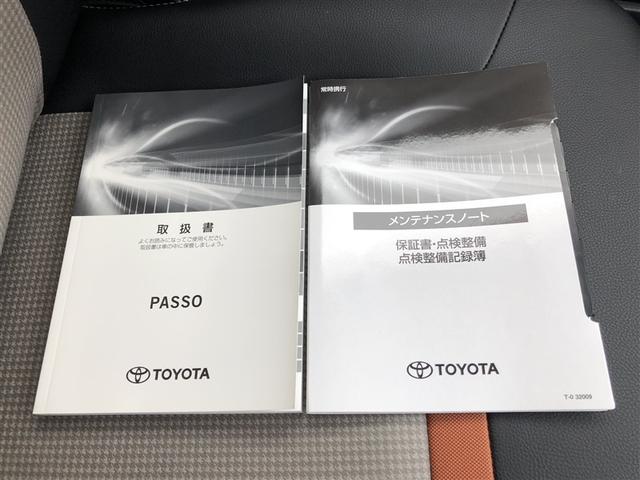 取扱書
よくお読みになってご使用ください。
取扱書は車の中に保管しましょう。
PASSO
TOYOTA
常時携行
メンテナンスノート
保証書・点検整備
点検整備記録簿
TOYOTA
T-0 32009